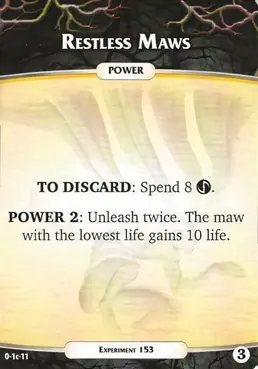 RESTLESS MAWS
POWER
TO DISCARD: Spend 8 .
POWER 2: Unleash twice. The maw
with the lowest life gains 10 life.
0-1c-11
EXPERIMENT 153
3